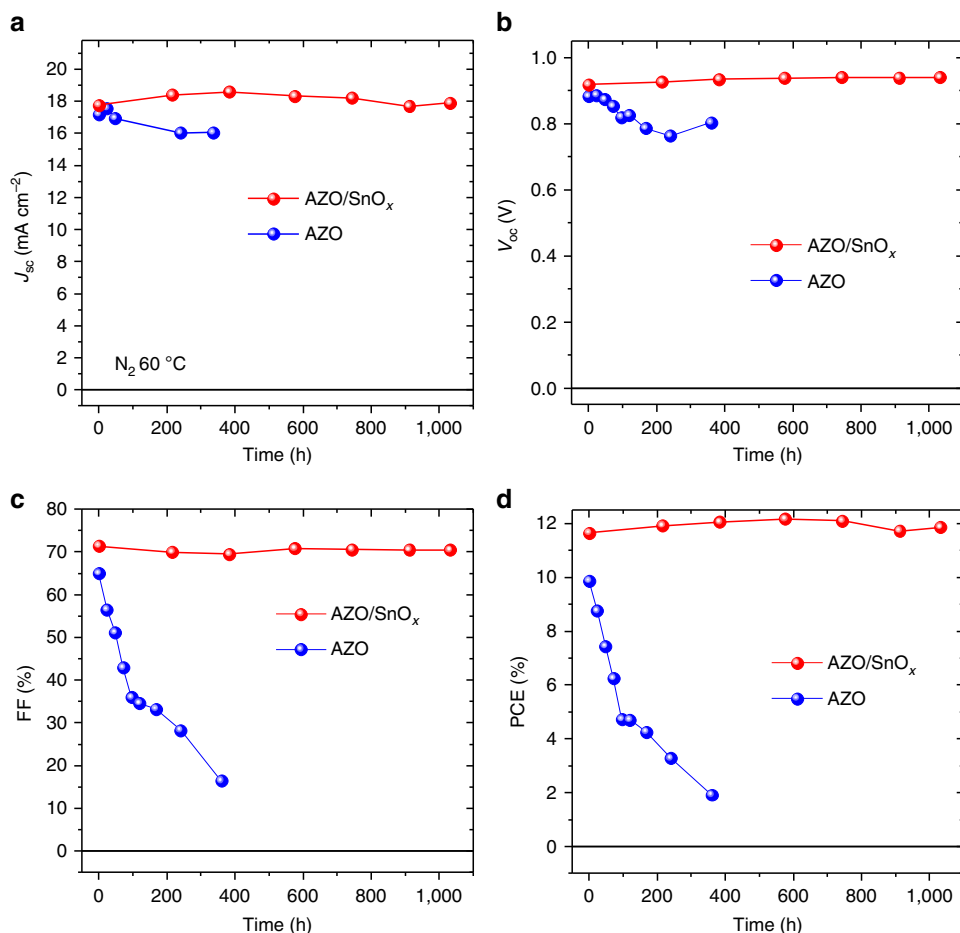 a
20
18
16
14
12
10
8
6
4
2
0
J_sc (mA cm⁻²)
AZO/SnOₓ
AZO
N₂ 60 °C
0 200 400 600 800 1,000
Time (h)
b
1.0
0.8
0.6
0.4
0.2
0.0
V_oc (V)
AZO/SnOₓ
AZO
0 200 400 600 800 1,000
Time (h)
c
80
70
60
50
40
30
20
10
0
FF (%)
AZO/SnOₓ
AZO
0 200 400 600 800 1,000
Time (h)
d
12
10
8
6
4
2
0
PCE (%)
AZO/SnOₓ
AZO
0 200 400 600 800 1,000
Time (h)